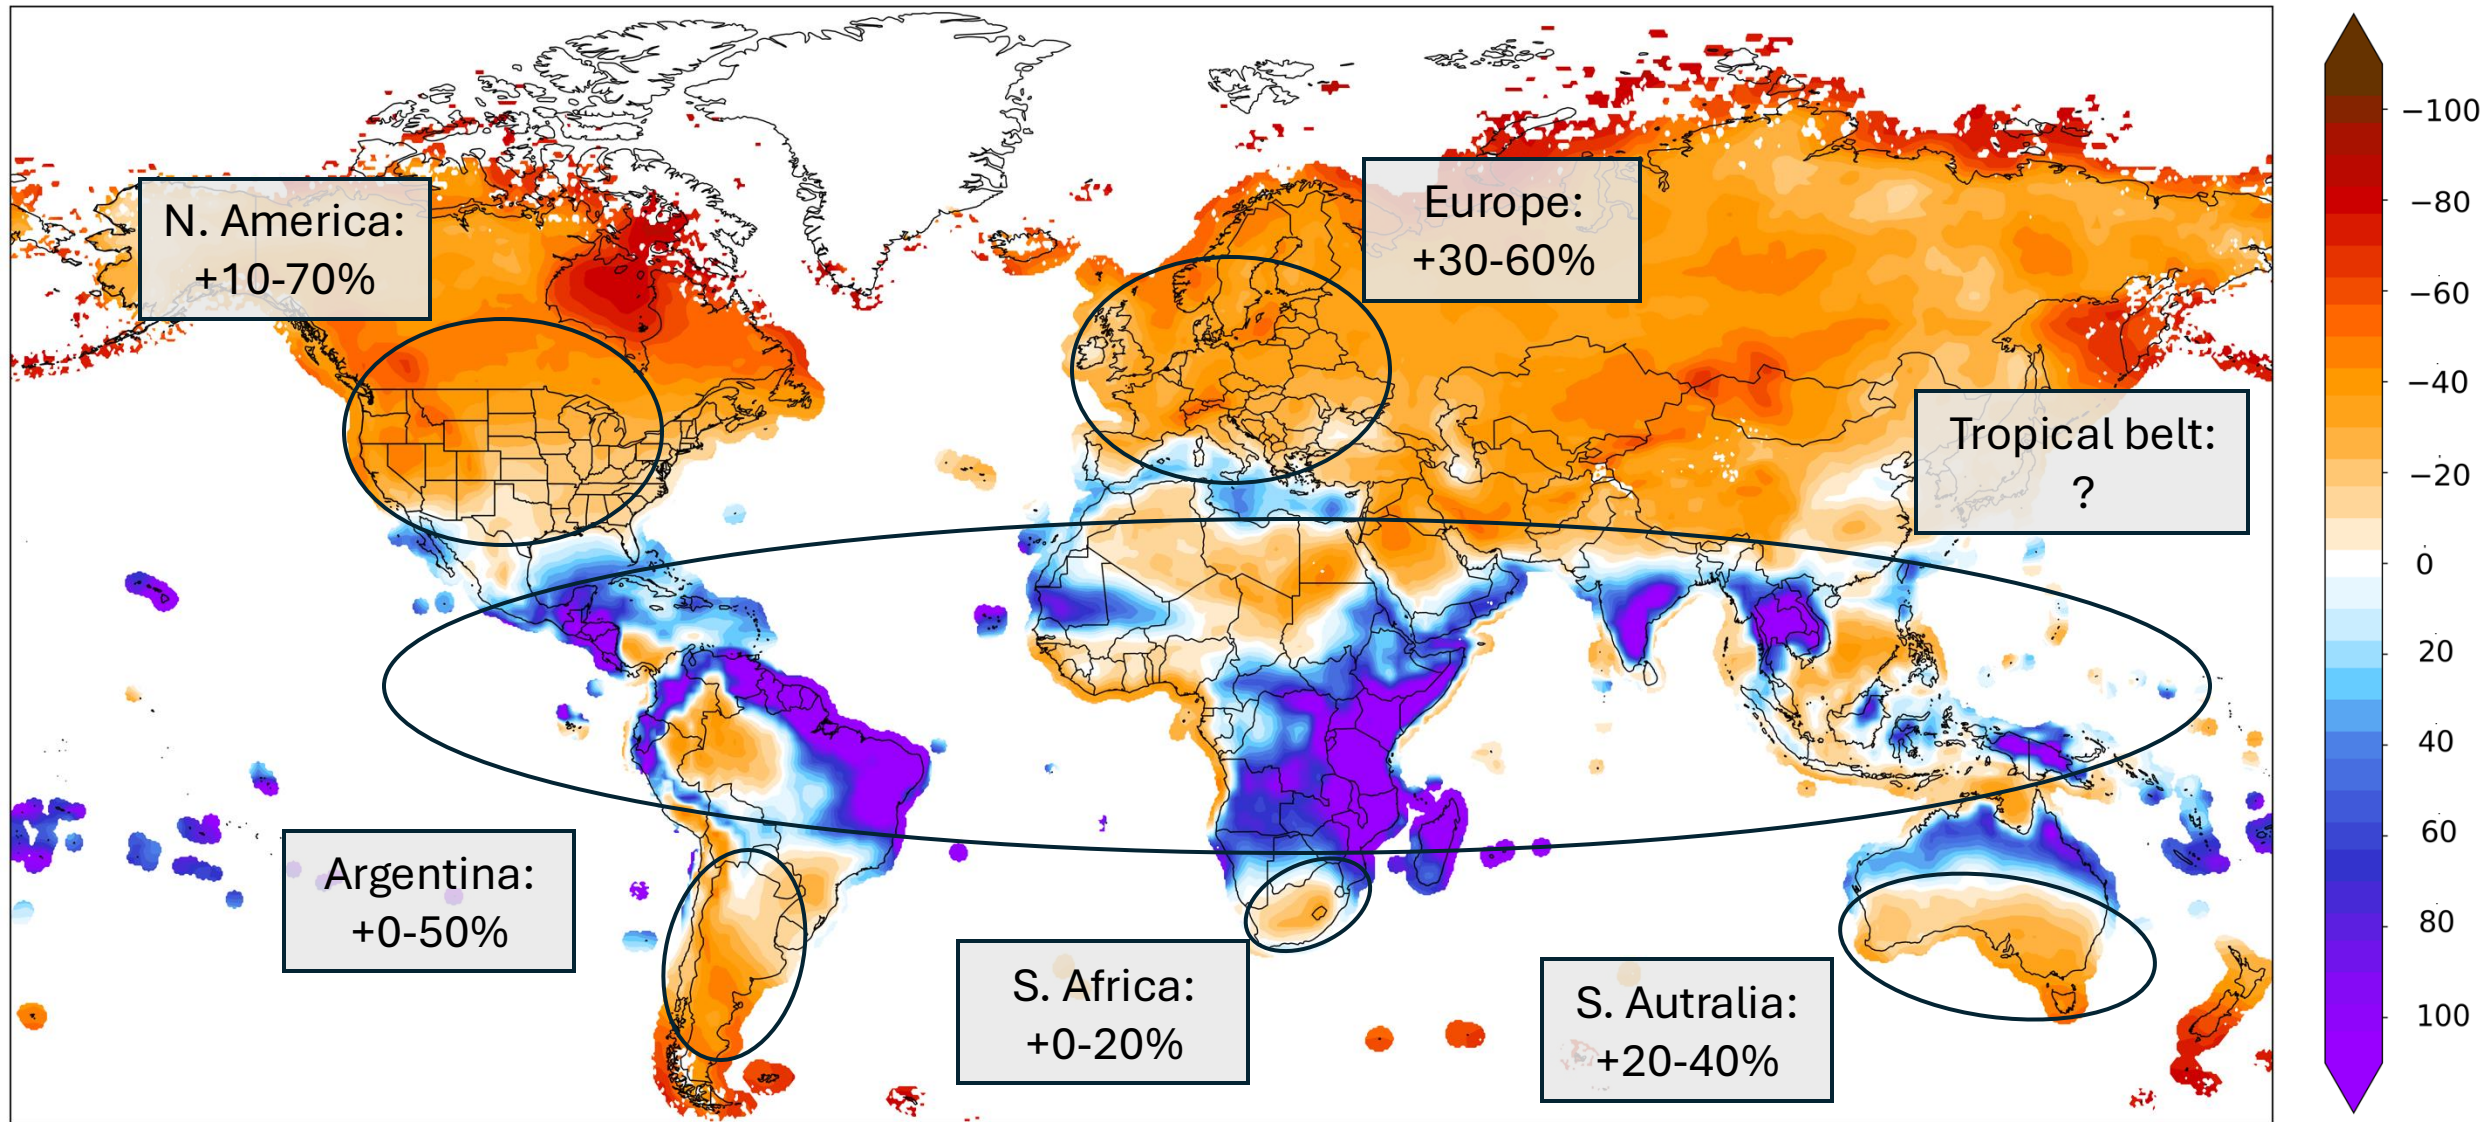 N. America:
+10-70%
Europe:
+30-60%
Tropical belt:
?
Argentina:
+0-50%
S. Africa:
+0-20%
S. Autralia:
+20-40%
−100
−80
−60
−40
−20
0
20
40
60
80
100